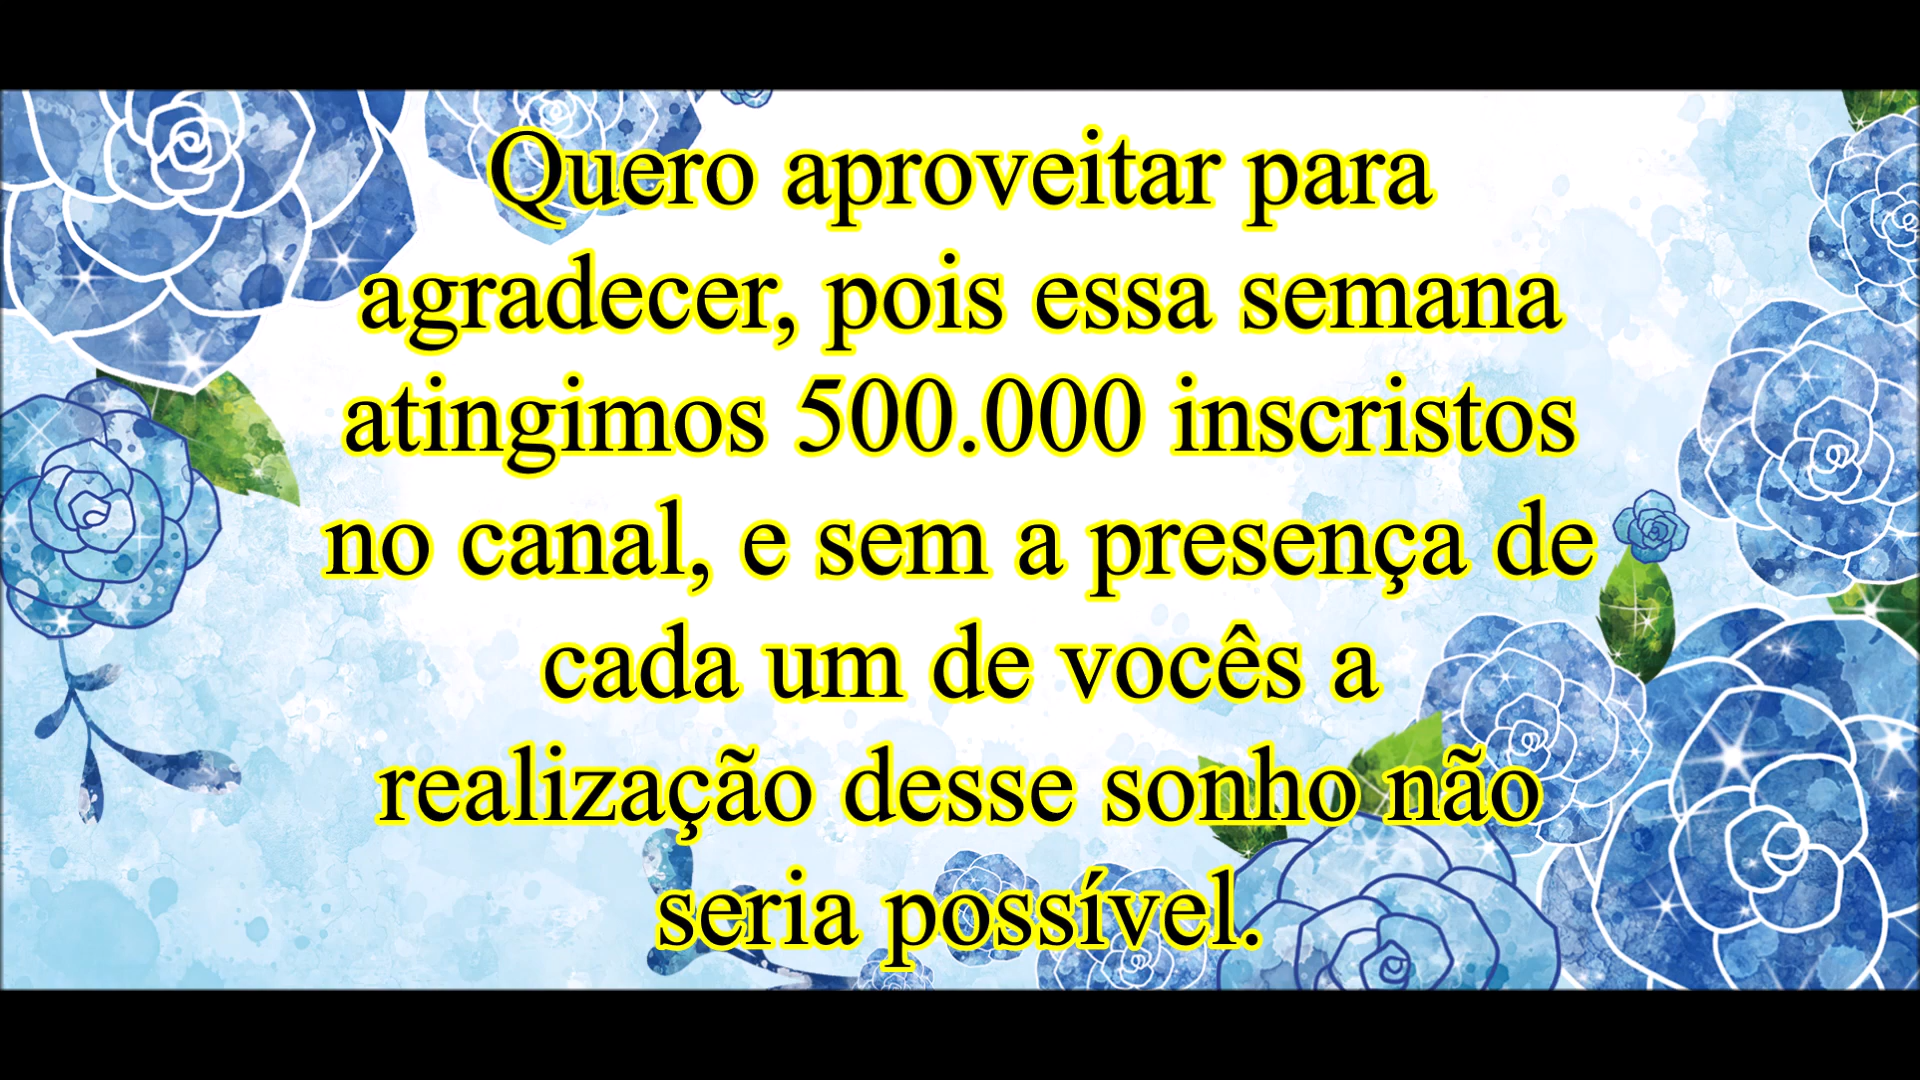 Quero aproveitar para
agradecer, pois essa semana
atingimos 500.000 inscristos
no canal, e sem a presença de
cada um de vocês a
realização desse sonho não
seria possível.